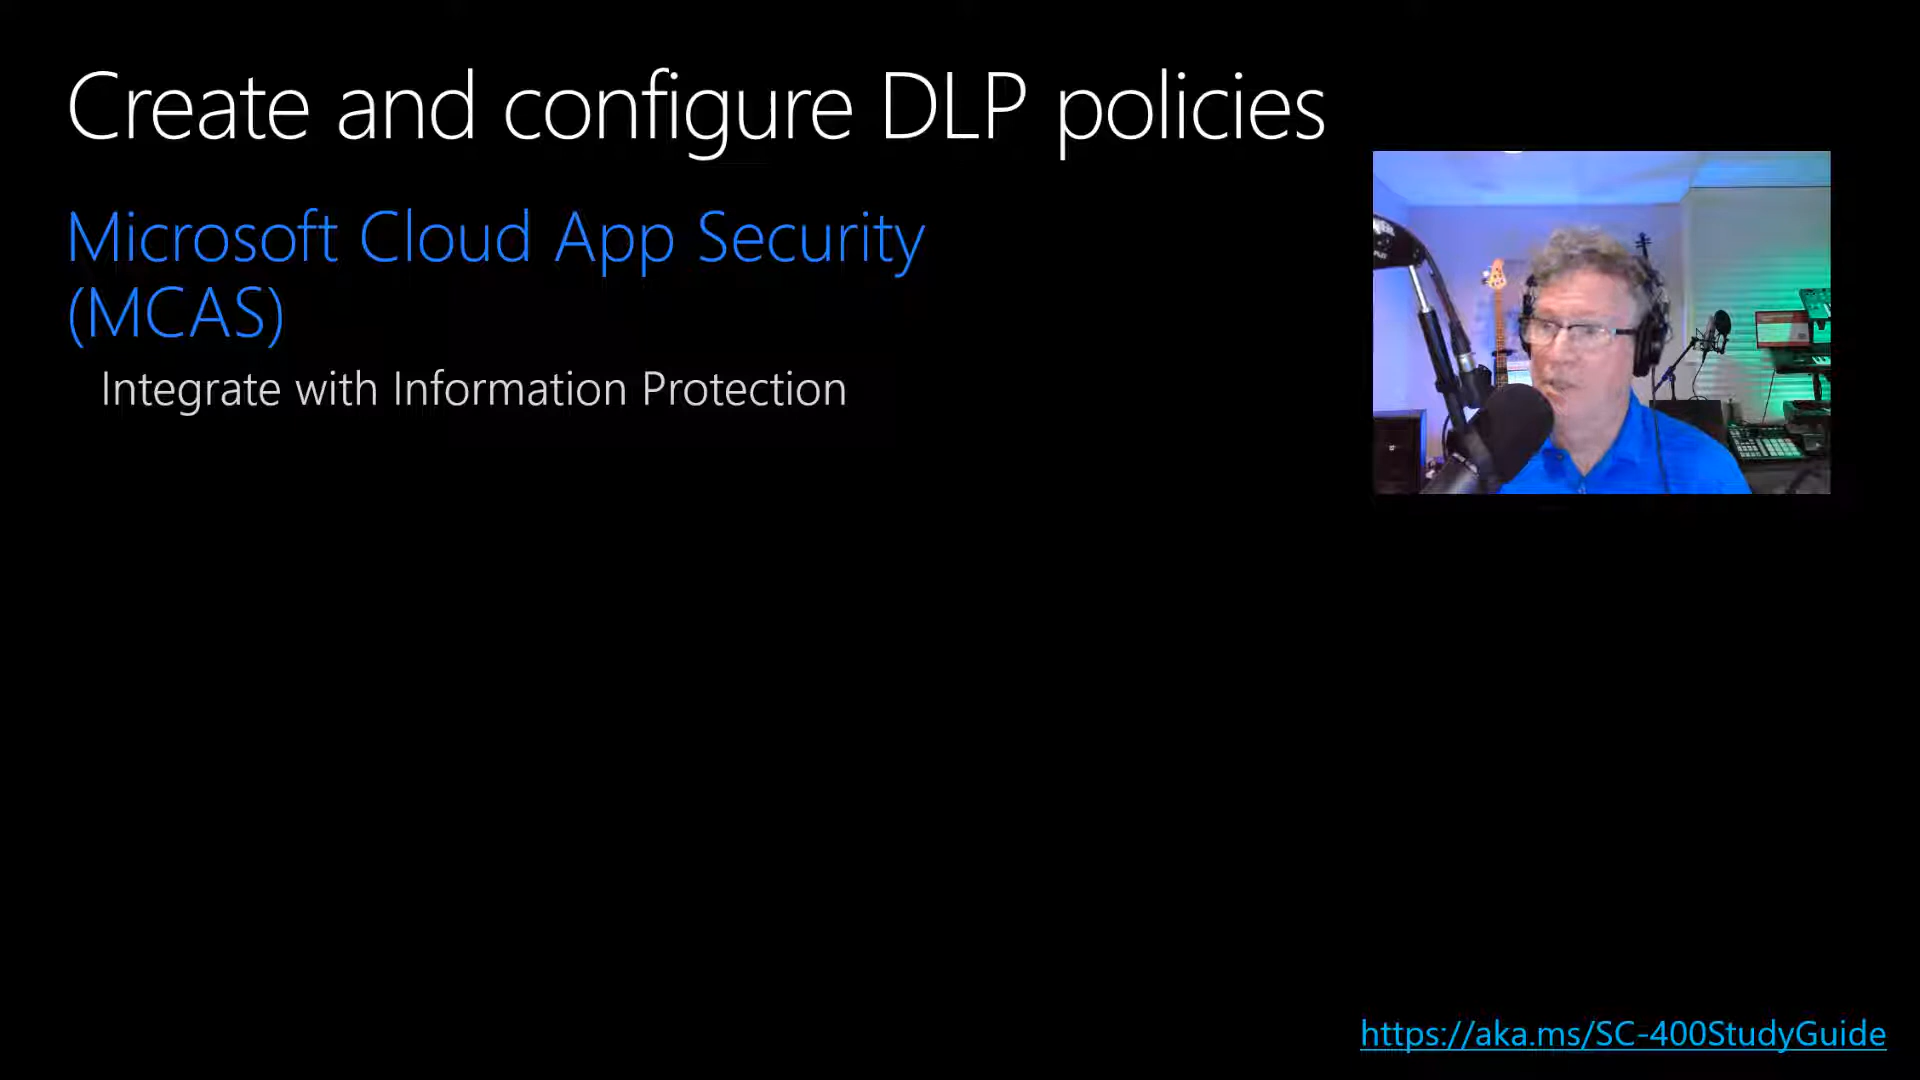 Create and configure DLP policies
Microsoft Cloud App Security
(MCAS)
Integrate with Information Protection
https://aka.ms/SC-400StudyGuide